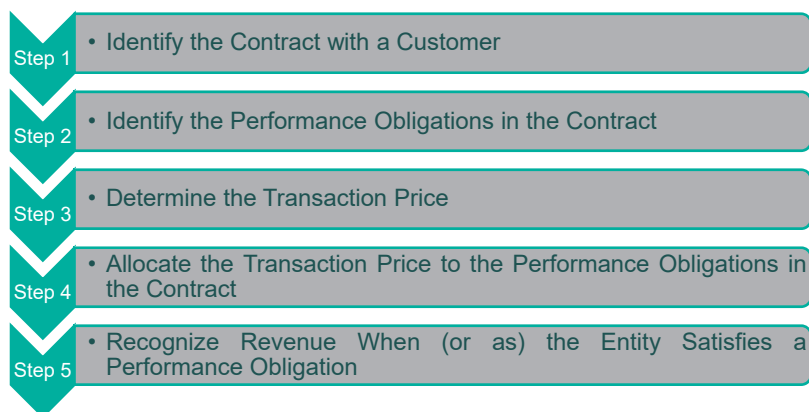 Step 1
• Identify the Contract with a Customer
Step 2
• Identify the Performance Obligations in the Contract
Step 3
• Determine the Transaction Price
Step 4
• Allocate the Transaction Price to the Performance Obligations in
the Contract
Step 5
• Recognize Revenue When (or as) the Entity Satisfies a
Performance Obligation